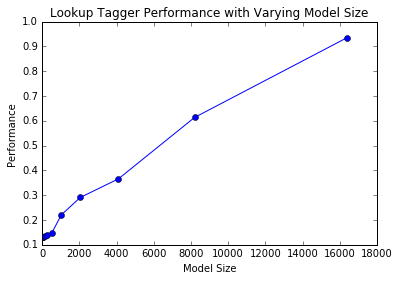 Lookup Tagger Performance with Varying Model Size
1.0
0.9
0.8
0.7
0.6
0.5
0.4
0.3
0.2
0.1
Performance
0 2000 4000 6000 8000 10000 12000 14000 16000 18000
Model Size